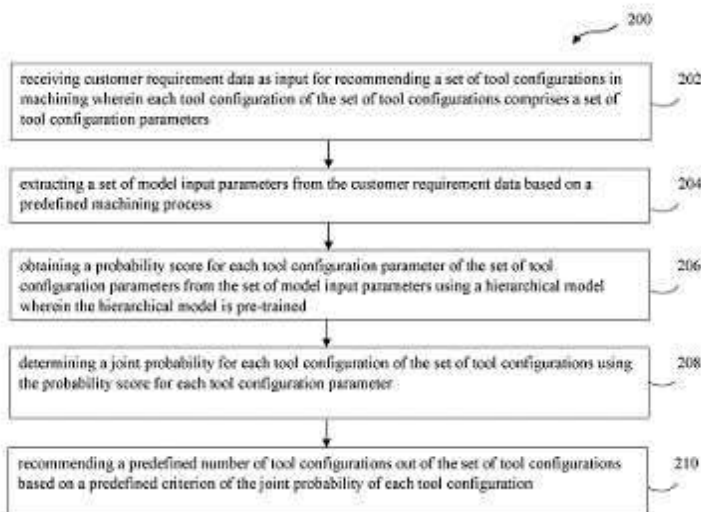 200
receiving customer requirement data as input for recommending a set of tool configurations in
machining wherein each tool configuration of the set of tool configurations comprises a set of
tool configuration parameters
202
extracting a set of model input parameters from the customer requirement data based on a
predefined machining process
204
obtaining a probability score for each tool configuration parameter of the set of tool
configuration parameters from the set of model input parameters using a hierarchical model
wherein the hierarchical model is pre-trained
206
determining a joint probability for each tool configuration of the set of tool configurations using
the probability score for each tool configuration parameter
208
recommending a predefined number of tool configurations out of the set of tool configurations
based on a predefined criterion of the joint probability of each tool configuration
210